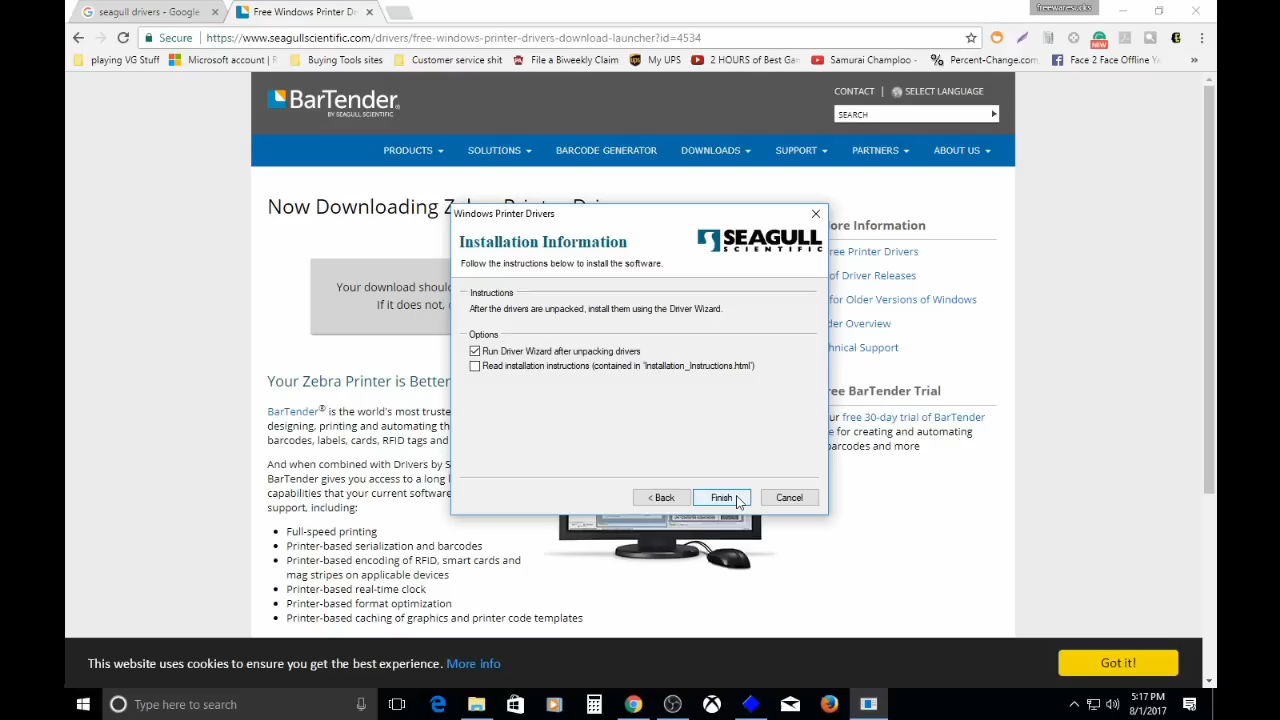 seagull drivers - Google
Free Windows Printer Dr
freewaresucks
Secure
https://www.seagullscientific.com/drivers/free-windows-printer-drivers-download-launcher?id=4534
NEW
playing VG Stuff
Microsoft account
Buying Tools sites
Customer service shit
File a Biweekly Claim
My UPS
2 HOURS of Best Ga
Samurai Champloo -
Percent-Change.com
Face 2 Face Offline Ye
»
BarTender
BY SEAGULL SCIENTIFIC
CONTACT | SELECT LANGUAGE
SEARCH
PRODUCTS
SOLUTIONS
BARCODE GENERATOR
DOWNLOADS
SUPPORT
PARTNERS
ABOUT US
Now Downloading
Your download shou
If it does not,
Windows Printer Drivers
Installation Information
SEAGULL
SCIENTIFIC
Follow the instructions below to install the software.
Instructions
After the drivers are unpacked, install them using the Driver Wizard.
Options
Run Driver Wizard after unpacking drivers
Read installation instructions (contained in 'Installation_Instructions.html')
< Back
Finish
Cancel
ore Information
ree Printer Drivers
of Driver Releases
for Older Versions of Windows
der Overview
hnical Support
ree BarTender Trial
ur free 30-day trial of BarTender
e for creating and automating
barcodes and more
Your Zebra Printer is Better
BarTender® is the world's most truste
designing, printing and automating th
barcodes, labels, cards, RFID tags and
And when combined with Drivers by S
BarTender gives you access to a long l
capabilities that your current software
support, including:
• Full-speed printing
• Printer-based serialization and barcodes
• Printer-based encoding of RFID, smart cards and
mag stripes on applicable devices
• Printer-based real-time clock
• Printer-based format optimization
• Printer-based caching of graphics and printer code templates
This website uses cookies to ensure you get the best experience. More info
Got it!
Type here to search
5:17 PM
8/1/2017